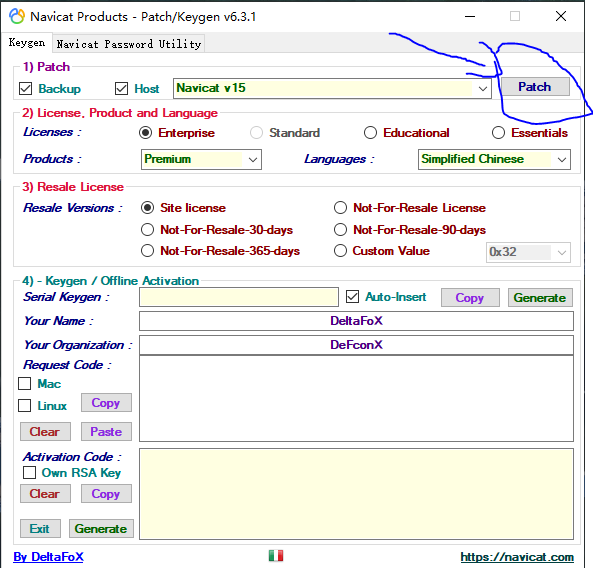 Navicat Products - Patch/Keygen v6.3.1
Keygen Navicat Password Utility
1) Patch
Backup Host Navicat v15 Patch
2) License, Product and Language
Licenses : Enterprise Standard Educational Essentials
Products : Premium Languages : Simplified Chinese
3) Resale License
Resale Versions : Site license Not-For-Resale License
Not-For-Resale-30-days Not-For-Resale-90-days
Not-For-Resale-365-days Custom Value 0x32
4) - Keygen / Offline Activation
Serial Keygen : Auto-Insert Copy Generate
Your Name : DeltaFoX
Your Organization : DeFconX
Request Code :
Mac
Linux Copy
Clear Paste
Activation Code :
Own RSA Key
Clear Copy
Exit Generate
By DeltaFoX https://navicat.com